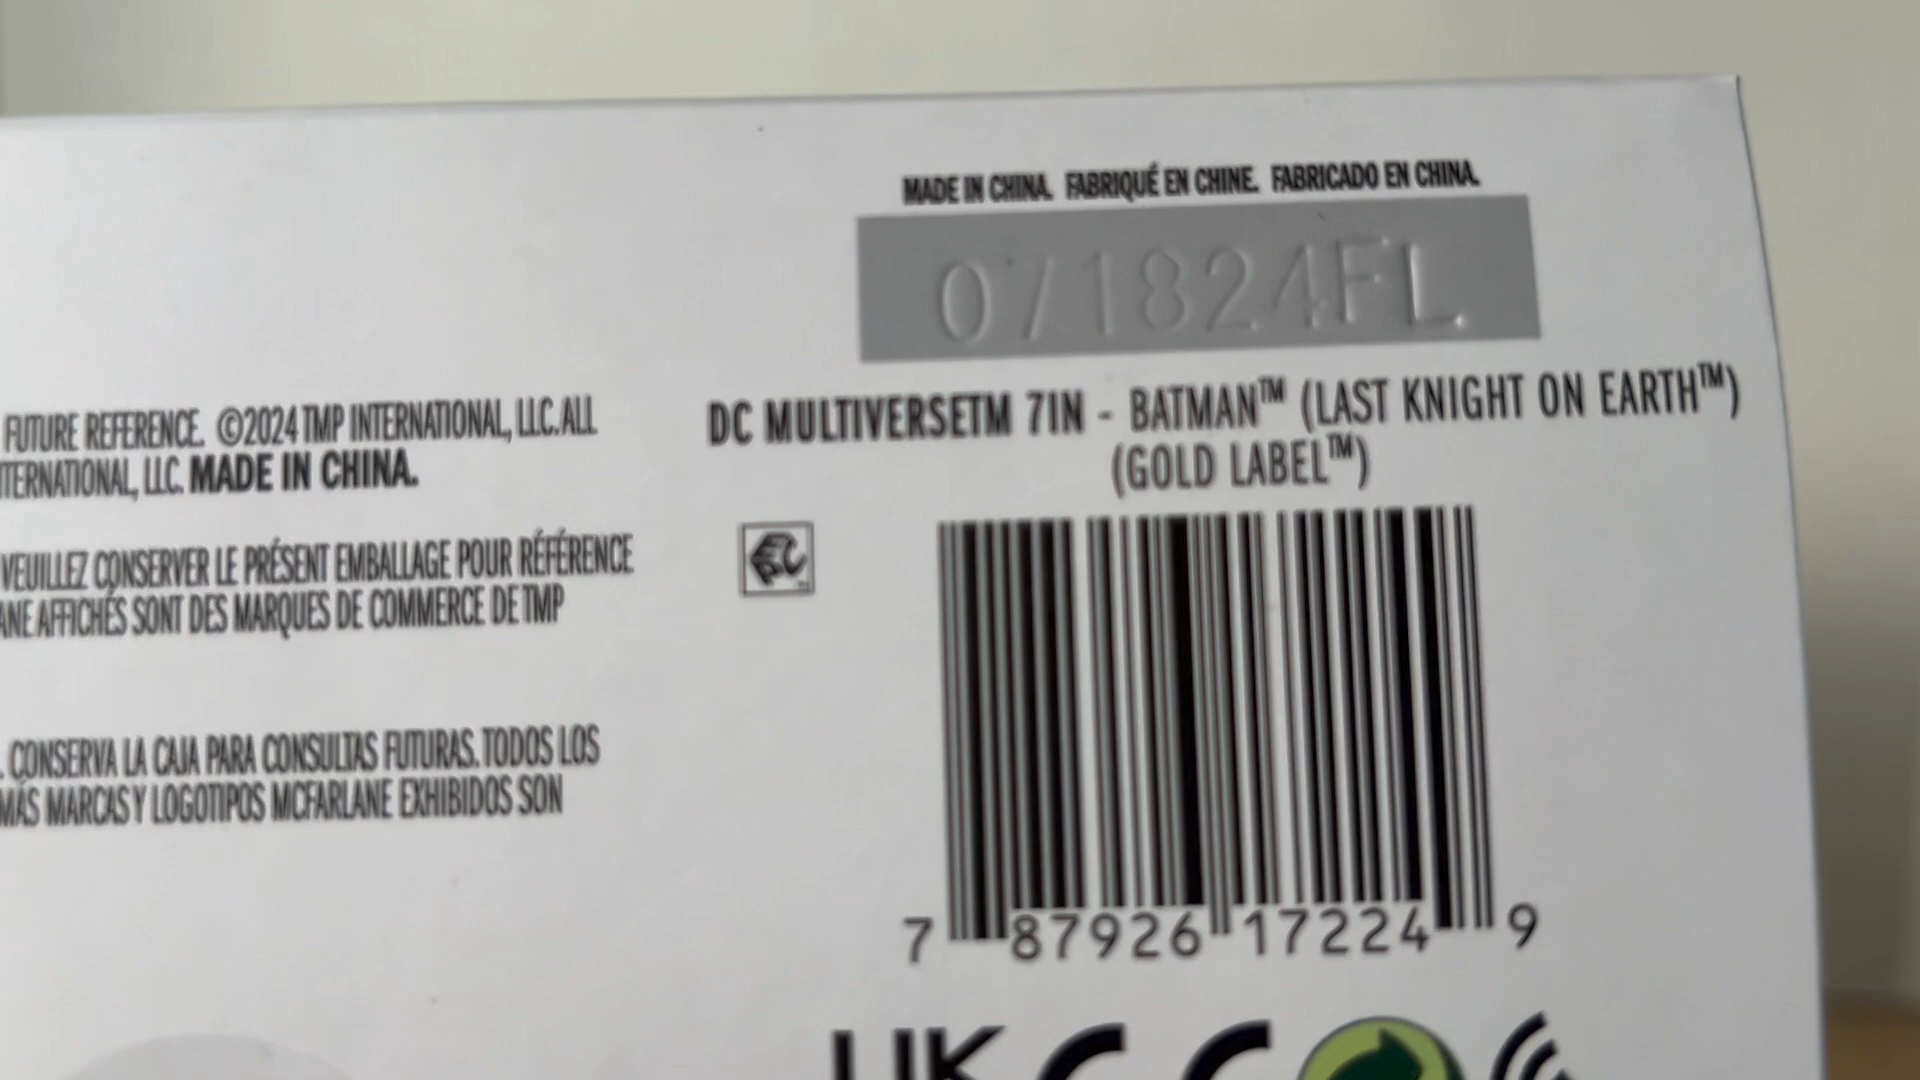 MADE IN CHINA. FABRIQUÉ EN CHINE. FABRICADO EN CHINA.
071824FL
DC MULTIVERSETM 7IN - BATMAN™ (LAST KNIGHT ON EARTH™)
(GOLD LABEL™)
7 87926 17224 9
UK
FUTURE REFERENCE. ©2024 TMP INTERNATIONAL, LLC. ALL
TERNATIONAL, LLC. MADE IN CHINA.
VEUILLEZ CONSERVER LE PRÉSENT EMBALLAGE POUR RÉFÉRENCE
ANE AFFICHÉS SONT DES MARQUES DE COMMERCE DE TMP
. CONSERVA LA CAJA PARA CONSULTAS FUTURAS. TODOS LOS
MÁS MARCAS Y LOGOTIPOS MCFARLANE EXHIBIDOS SON